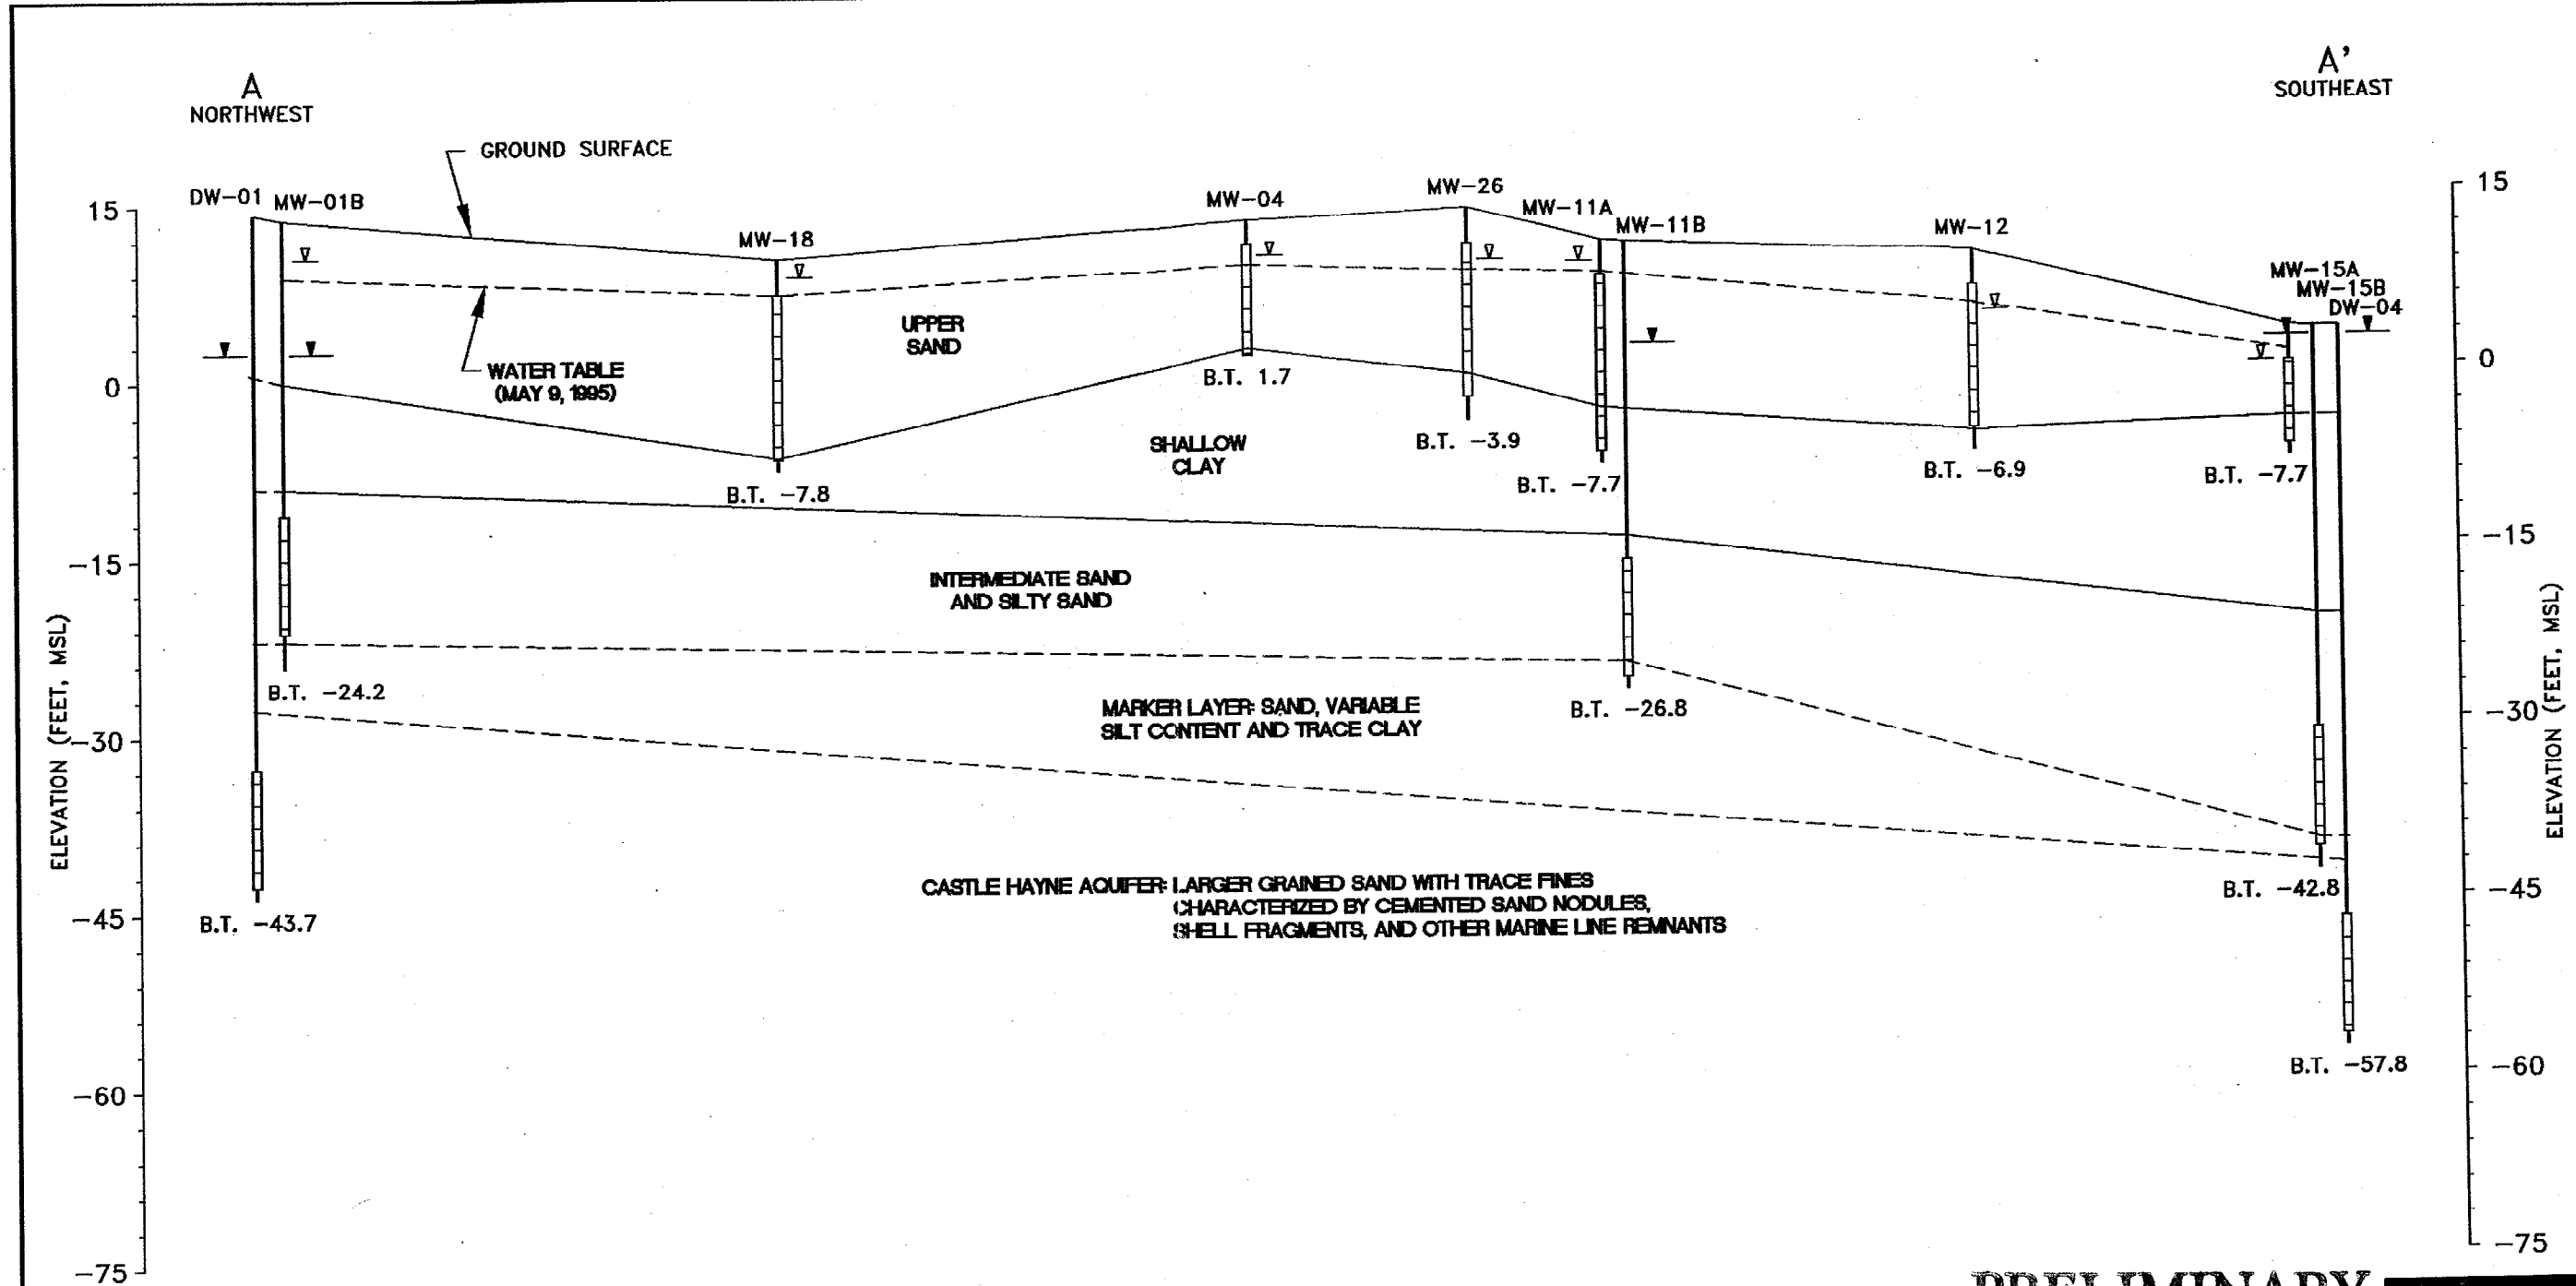 A
NORTHWEST
A'
SOUTHEAST
GROUND SURFACE
DW-01
MW-01B
MW-18
MW-04
MW-26
MW-11A
MW-11B
MW-12
MW-15A
MW-15B
DW-04
15
0
-15
-30
-45
-60
-75
ELEVATION (FEET, MSL)
15
0
-15
-30
-45
-60
-75
ELEVATION (FEET, MSL)
WATER TABLE
(MAY 9, 1995)
UPPER
SAND
B.T. 1.7
SHALLOW
CLAY
B.T. -3.9
B.T. -7.8
B.T. -7.7
B.T. -6.9
B.T. -7.7
INTERMEDIATE SAND
AND SILTY SAND
B.T. -24.2
MARKER LAYER: SAND, VARIABLE
SILT CONTENT AND TRACE CLAY
B.T. -26.8
B.T. -43.7
CASTLE HAYNE AQUIFER: LARGER GRAINED SAND WITH TRACE FINES
CHARACTERIZED BY CEMENTED SAND NODULES,
SHELL FRAGMENTS, AND OTHER MARINE LINE REMNANTS
B.T. -42.8
B.T. -57.8
PRELIMINARY